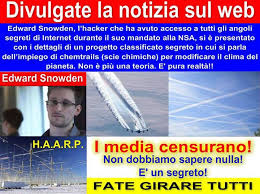 Divulgate la notizia sul web
Edward Snowden, l'hacker che ha avuto accesso a tutti gli angoli
segreti di Internet durante il suo mandato alla NSA, si è presentato
con i dettagli di un progetto classificato segreto in cui si parla
dell'impiego di chemtrails (scie chimiche) per modificare il clima del
pianeta. Non è più una teoria. E' pura realtà!!
Edward Snowden
H.A.A.R.P.
I media censurano!
Non dobbiamo sapere nulla!
E' un segreto!
FATE GIRARE TUTTI